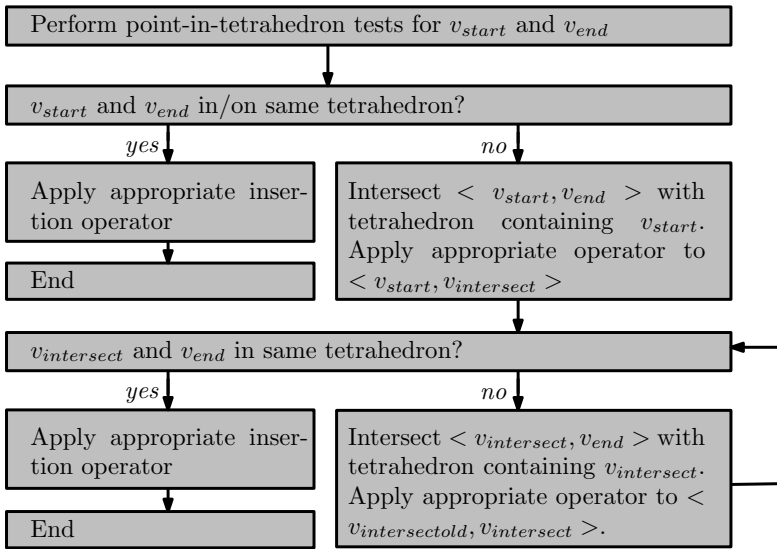 Perform point-in-tetrahedron tests for v_start and v_end
v_start and v_end in/on same tetrahedron?
yes
no
Apply appropriate inser-
tion operator
End
Intersect < v_start, v_end > with
tetrahedron containing v_start.
Apply appropriate operator to
< v_start, v_intersect >
v_intersect and v_end in same tetrahedron?
yes
no
Apply appropriate inser-
tion operator
End
Intersect < v_intersect, v_end > with
tetrahedron containing v_intersect.
Apply appropriate operator to <
v_intersectold, v_intersect >.